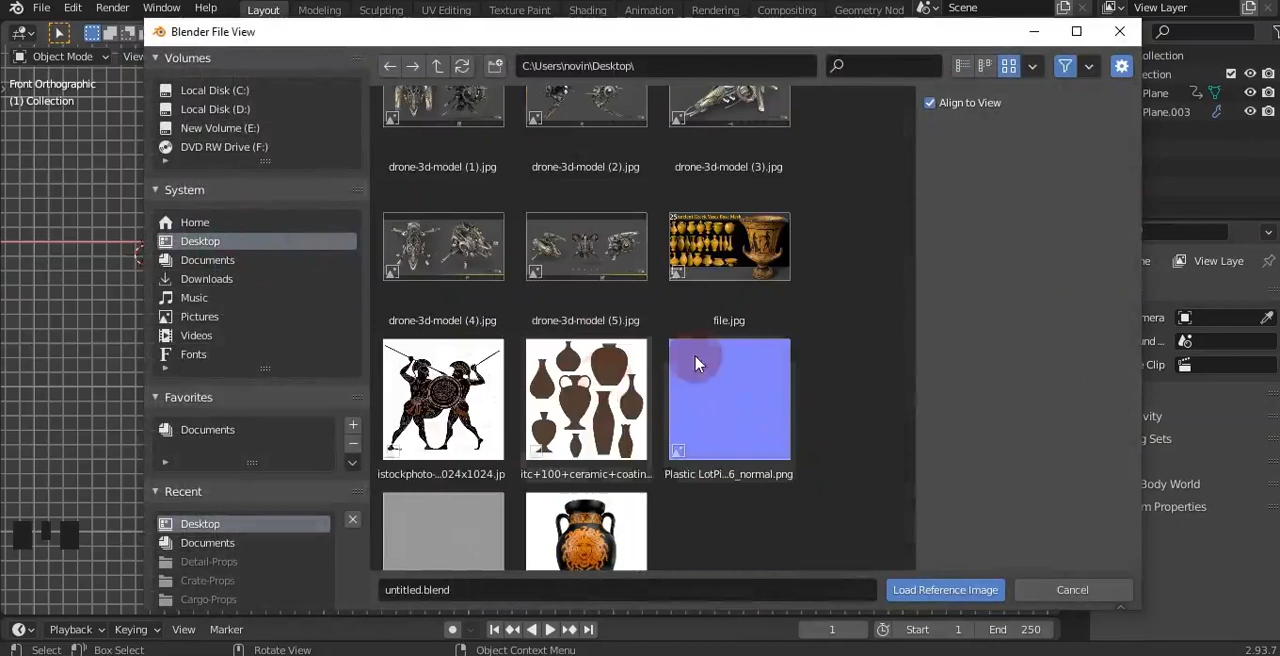 File Edit Render Window Help Layout Modeling Sculpting UV Editing Texture Paint Shading Animation Rendering Compositing Geometry Nod Scene View Layer
Blender File View
Object Mode View
Front Orthographic
(1) Collection
Volumes
Local Disk (C:)
Local Disk (D:)
New Volume (E:)
DVD RW Drive (F:)
System
Home
Desktop
Documents
Downloads
Music
Pictures
Videos
Fonts
Favorites
Documents
Recent
Desktop
Documents
Detail-Props
Crate-Props
Cargo-Props
C:\Users\novin\Desktop\
drone-3d-model (1).jpg drone-3d-model (2).jpg drone-3d-model (3).jpg
drone-3d-model (4).jpg drone-3d-model (5).jpg file.jpg
istockphoto-...024x1024.jp itc+100+ceramic+coatin... Plastic LotPi...6_normal.png
untitled.blend Load Reference Image Cancel
Align to View
ollection
ection
Plane
Plane.003
ne View Laye
mera
und ...
Clip
vity
ng Sets
Body World
m Properties
Playback Keying View Marker 1 Start 1 End 250
Select Box Select Rotate View Object Context Menu 2.93.7